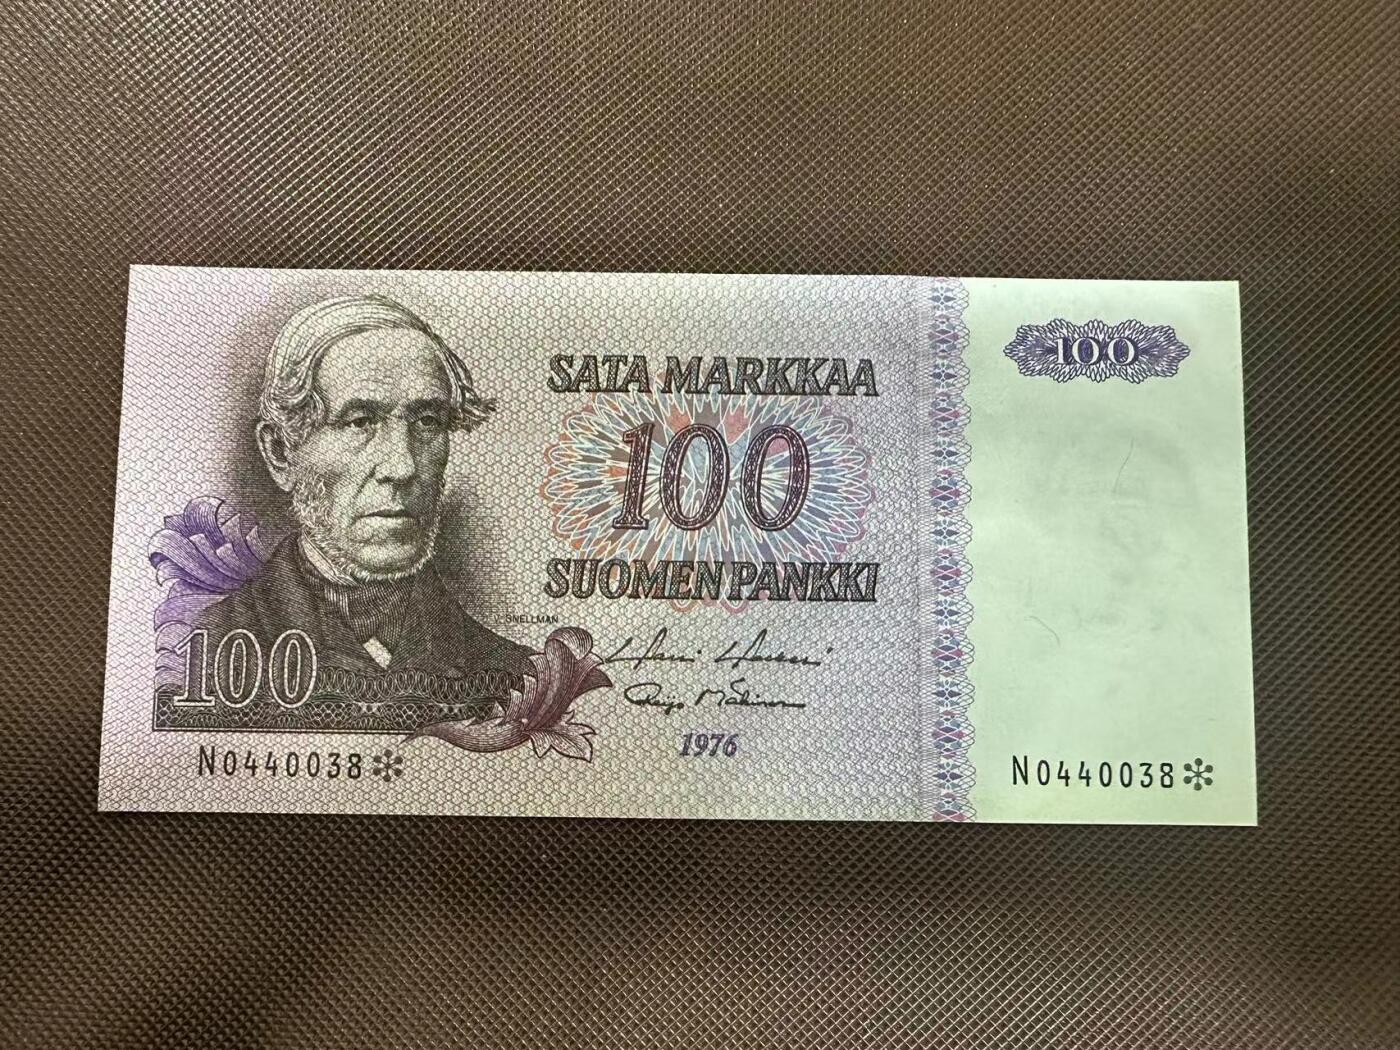 100
SATA MARKKAA
100
SUOMEN PANKKI
SNELLMAN
100
1976
N0440038*
N0440038*